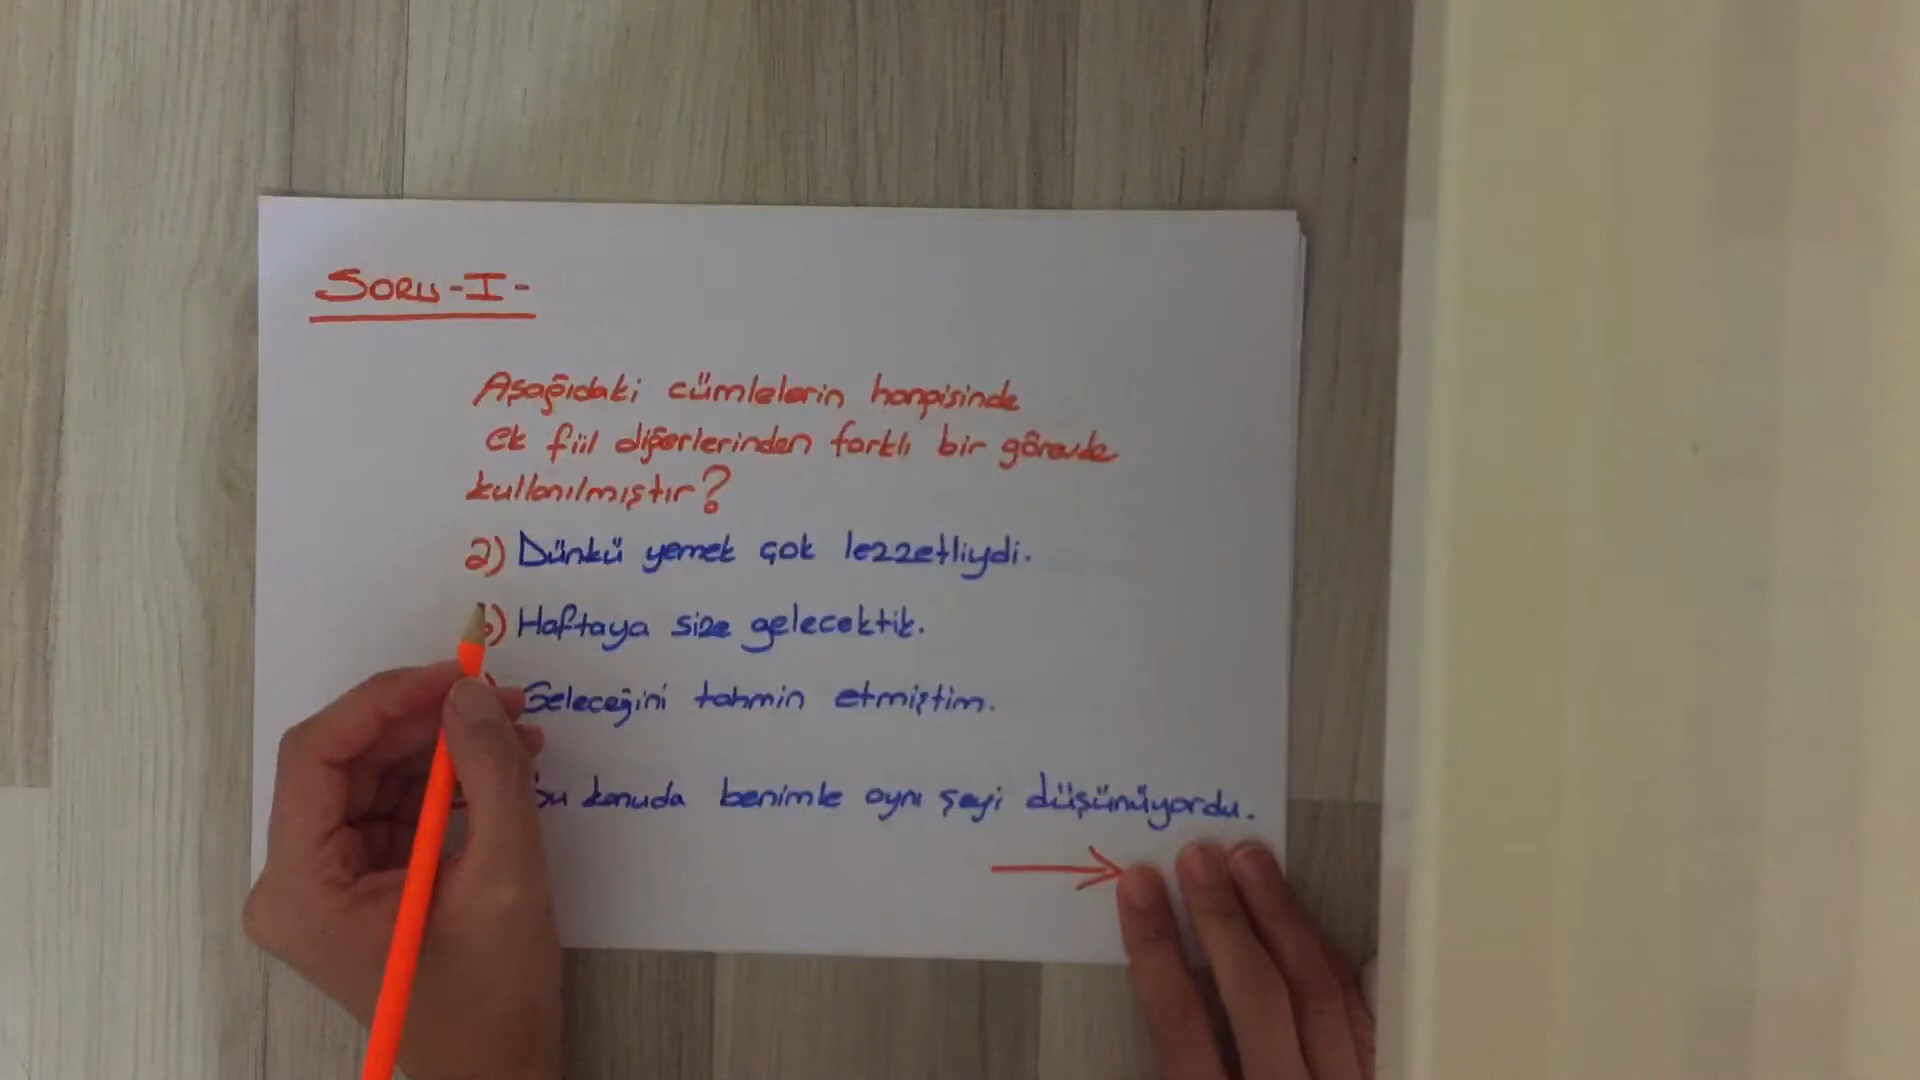 Soru -I-
Aşağıdaki cümlelerin hangisinde
ek fiil diğerlerinden farklı bir görevde
kullanılmıştır?
a) Dünkü yemek çok lezzetliydi.
b) Haftaya size gelecektik.
) Geleceğini tahmin etmiştim.
bu konuda benimle aynı şeyi düşünüyordu.